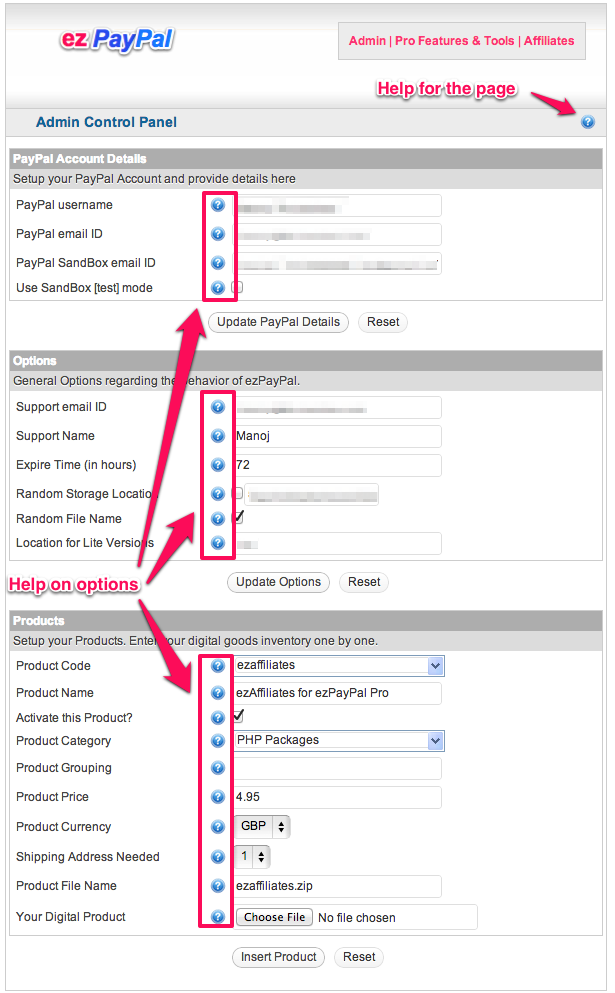 ez PayPal
Admin | Pro Features & Tools | Affiliates
Help for the page
Admin Control Panel
PayPal Account Details
Setup your PayPal Account and provide details here
PayPal username
PayPal email ID
PayPal SandBox email ID
Use SandBox [test] mode
Update PayPal Details Reset
Options
General Options regarding the behavior of ezPayPal.
Support email ID
Support Name Manoj
Expire Time (in hours) 72
Random Storage Location
Random File Name
Location for Lite Versions
Help on options
Update Options Reset
Products
Setup your Products. Enter your digital goods inventory one by one.
Product Code ezaffiliates
Product Name ezAffiliates for ezPayPal Pro
Activate this Product?
Product Category PHP Packages
Product Grouping
Product Price 4.95
Product Currency GBP
Shipping Address Needed 1
Product File Name ezaffiliates.zip
Your Digital Product Choose File No file chosen
Insert Product Reset